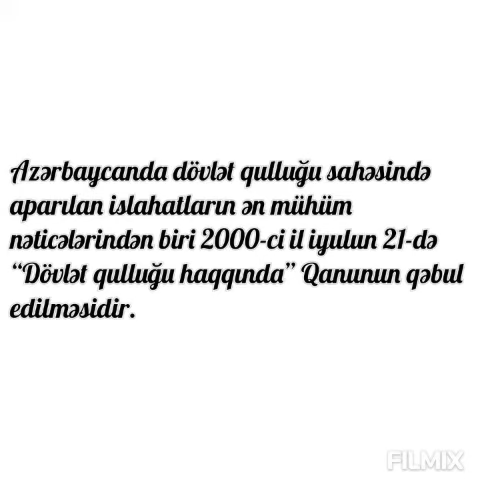 Azərbaycanda dövlət qulluğu sahəsində
aparılan islahatların ən mühüm
nəticələrindən biri 2000-ci il iyulun 21-də
“Dövlət qulluğu haqqında” Qanunun qəbul
edilməsidir.
FILMIX